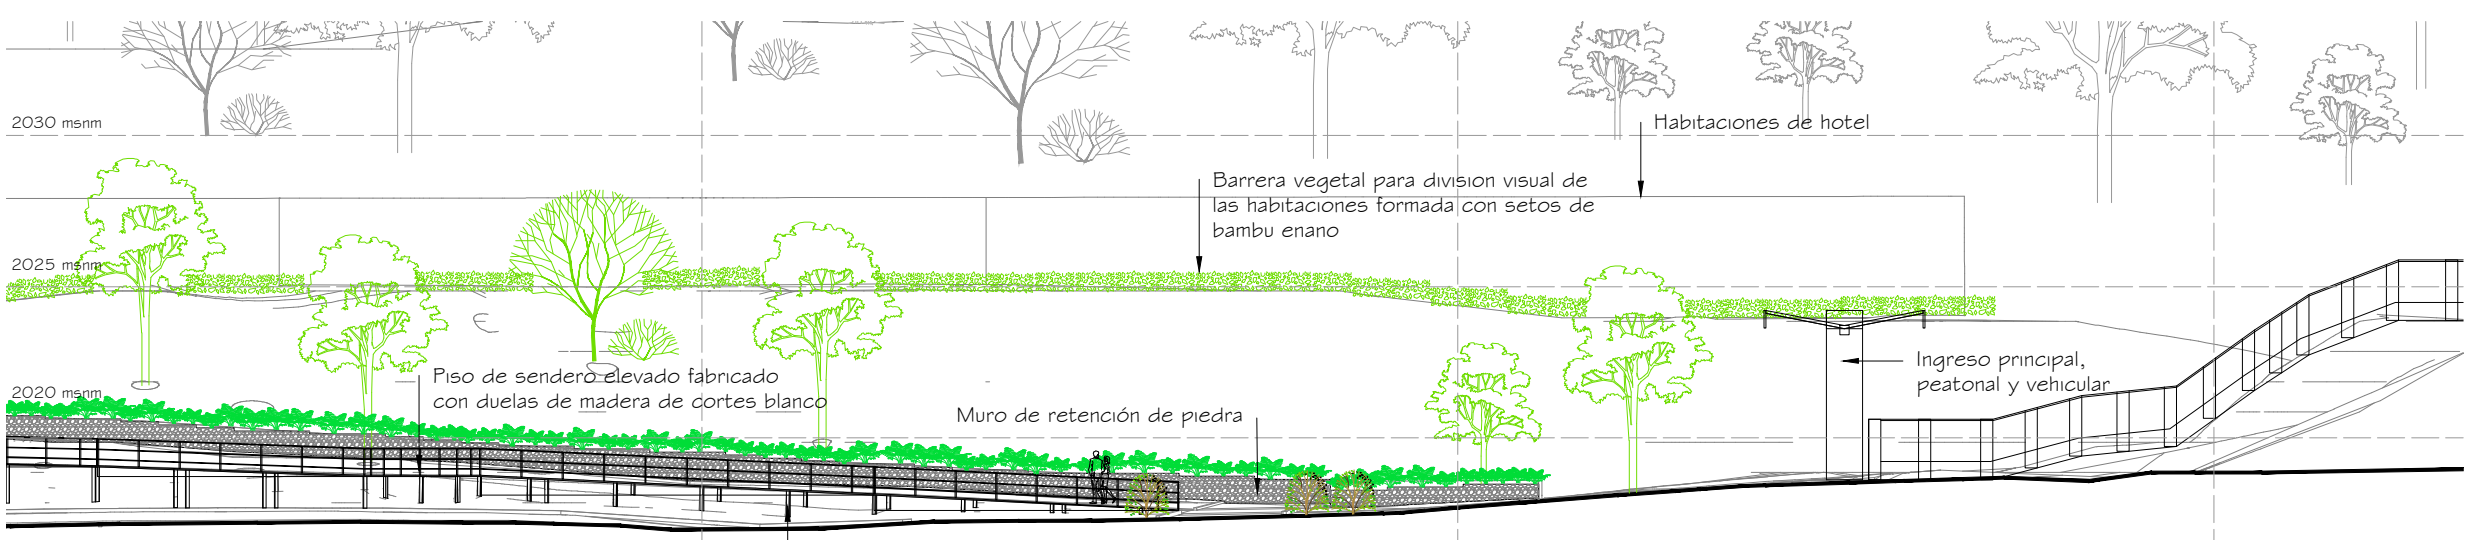 2030 msnm
Habitaciones de hotel
Barrera vegetal para division visual de
las habitaciones formada con setos de
bambu enano
2025 msnm
Ingreso principal,
peatonal y vehicular
Piso de sendero elevado fabricado
con duelas de madera de cortes blanco
2020 msnm
Muro de retención de piedra